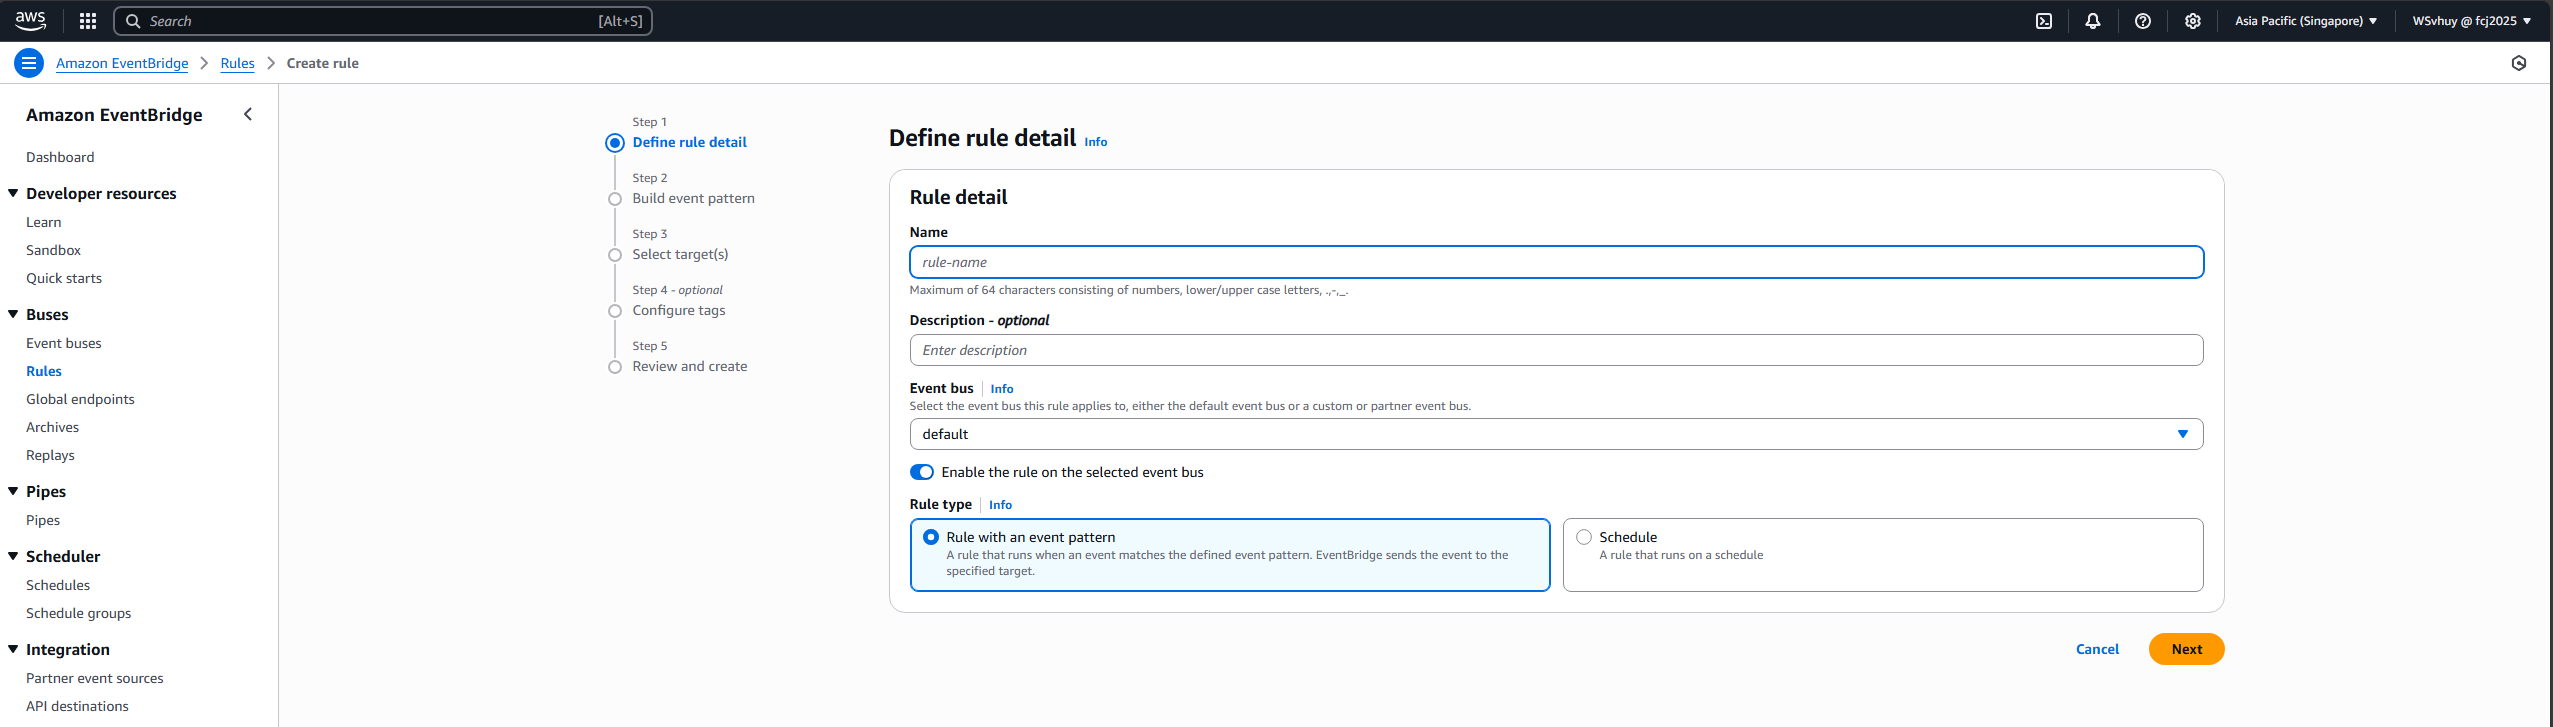 aws
Search [Alt+S]
Asia Pacific (Singapore)
WSvhuy @ fcj2025
Amazon EventBridge
Rules
Create rule
Amazon EventBridge
Dashboard
Developer resources
Learn
Sandbox
Quick starts
Buses
Event buses
Rules
Global endpoints
Archives
Replays
Pipes
Pipes
Scheduler
Schedules
Schedule groups
Integration
Partner event sources
API destinations
Step 1
Define rule detail
Step 2
Build event pattern
Step 3
Select target(s)
Step 4 - optional
Configure tags
Step 5
Review and create
Define rule detail Info
Rule detail
Name
rule-name
Maximum of 64 characters consisting of numbers, lower/upper case letters, .,-,_.
Description - optional
Enter description
Event bus Info
Select the event bus this rule applies to, either the default event bus or a custom or partner event bus.
default
Enable the rule on the selected event bus
Rule type Info
Rule with an event pattern
A rule that runs when an event matches the defined event pattern. EventBridge sends the event to the
specified target.
Schedule
A rule that runs on a schedule
Cancel
Next